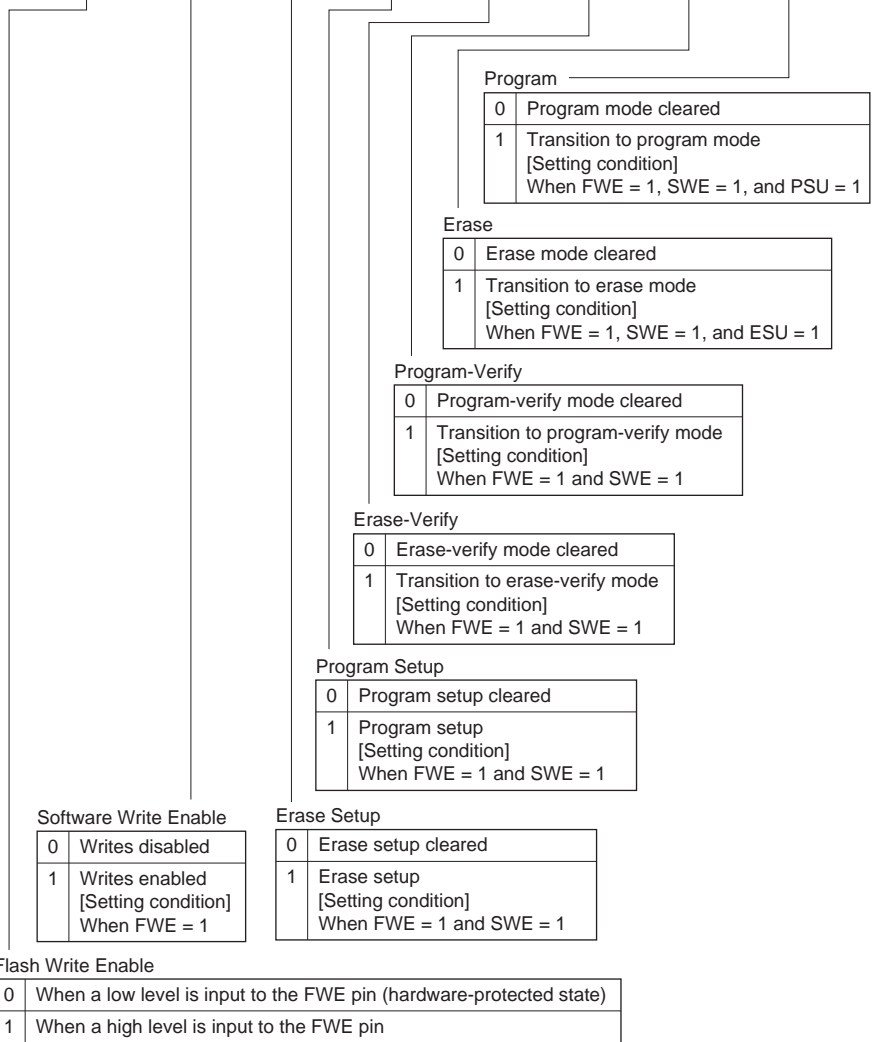 Program
0 Program mode cleared
1 Transition to program mode
[Setting condition]
When FWE = 1, SWE = 1, and PSU = 1
Erase
0 Erase mode cleared
1 Transition to erase mode
[Setting condition]
When FWE = 1, SWE = 1, and ESU = 1
Program-Verify
0 Program-verify mode cleared
1 Transition to program-verify mode
[Setting condition]
When FWE = 1 and SWE = 1
Erase-Verify
0 Erase-verify mode cleared
1 Transition to erase-verify mode
[Setting condition]
When FWE = 1 and SWE = 1
Program Setup
0 Program setup cleared
1 Program setup
[Setting condition]
When FWE = 1 and SWE = 1
Software Write Enable
0 Writes disabled
1 Writes enabled
[Setting condition]
When FWE = 1
Erase Setup
0 Erase setup cleared
1 Erase setup
[Setting condition]
When FWE = 1 and SWE = 1
Flash Write Enable
0 When a low level is input to the FWE pin (hardware-protected state)
1 When a high level is input to the FWE pin